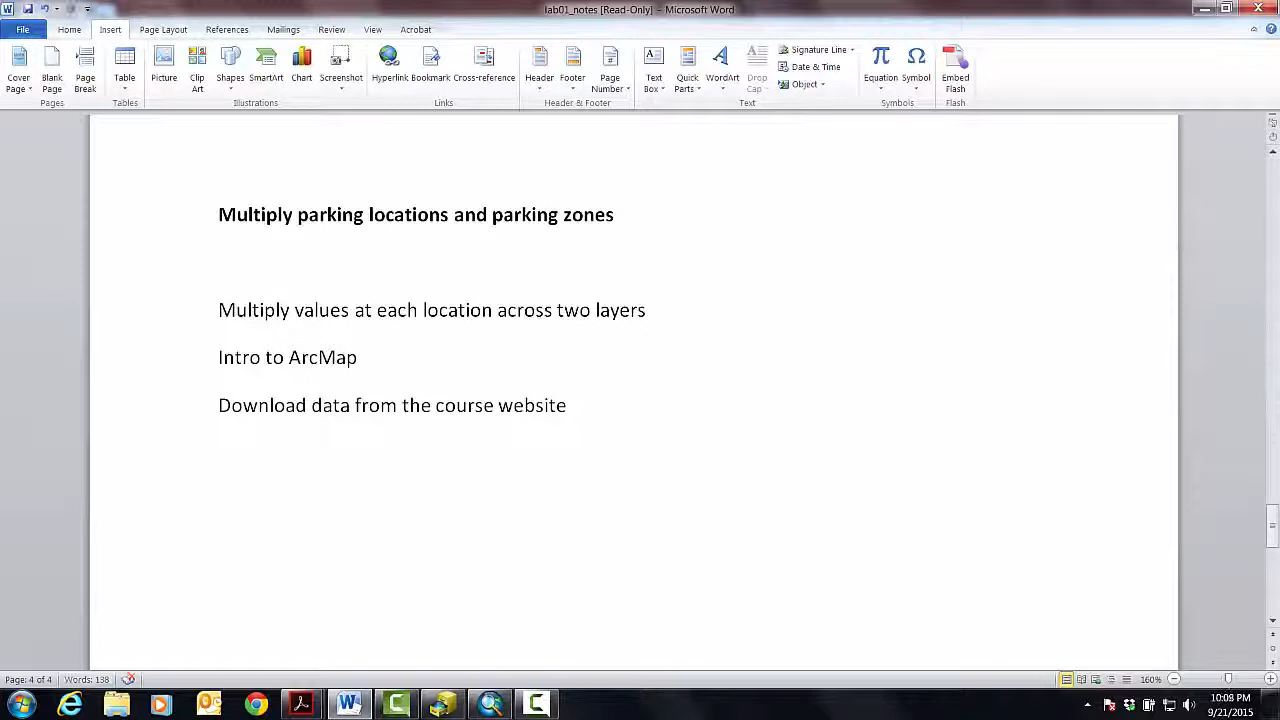 lab01_notes [Read-Only] - Microsoft Word
File Home Insert Page Layout References Mailings Review View Acrobat
Cover Page Blank Page Page Break Table Picture Clip Art Shapes SmartArt Chart Screenshot Hyperlink Bookmark Cross-reference Header Footer Page Number Text Box Quick Parts WordArt Drop Cap Signature Line Date & Time Object Equation Symbol Embed Flash
Pages Tables Illustrations Links Header & Footer Text Symbols Flash
Multiply parking locations and parking zones
Multiply values at each location across two layers
Intro to ArcMap
Download data from the course website
Page: 4 of 4 Words: 138 160%
10:08 PM
9/21/2015